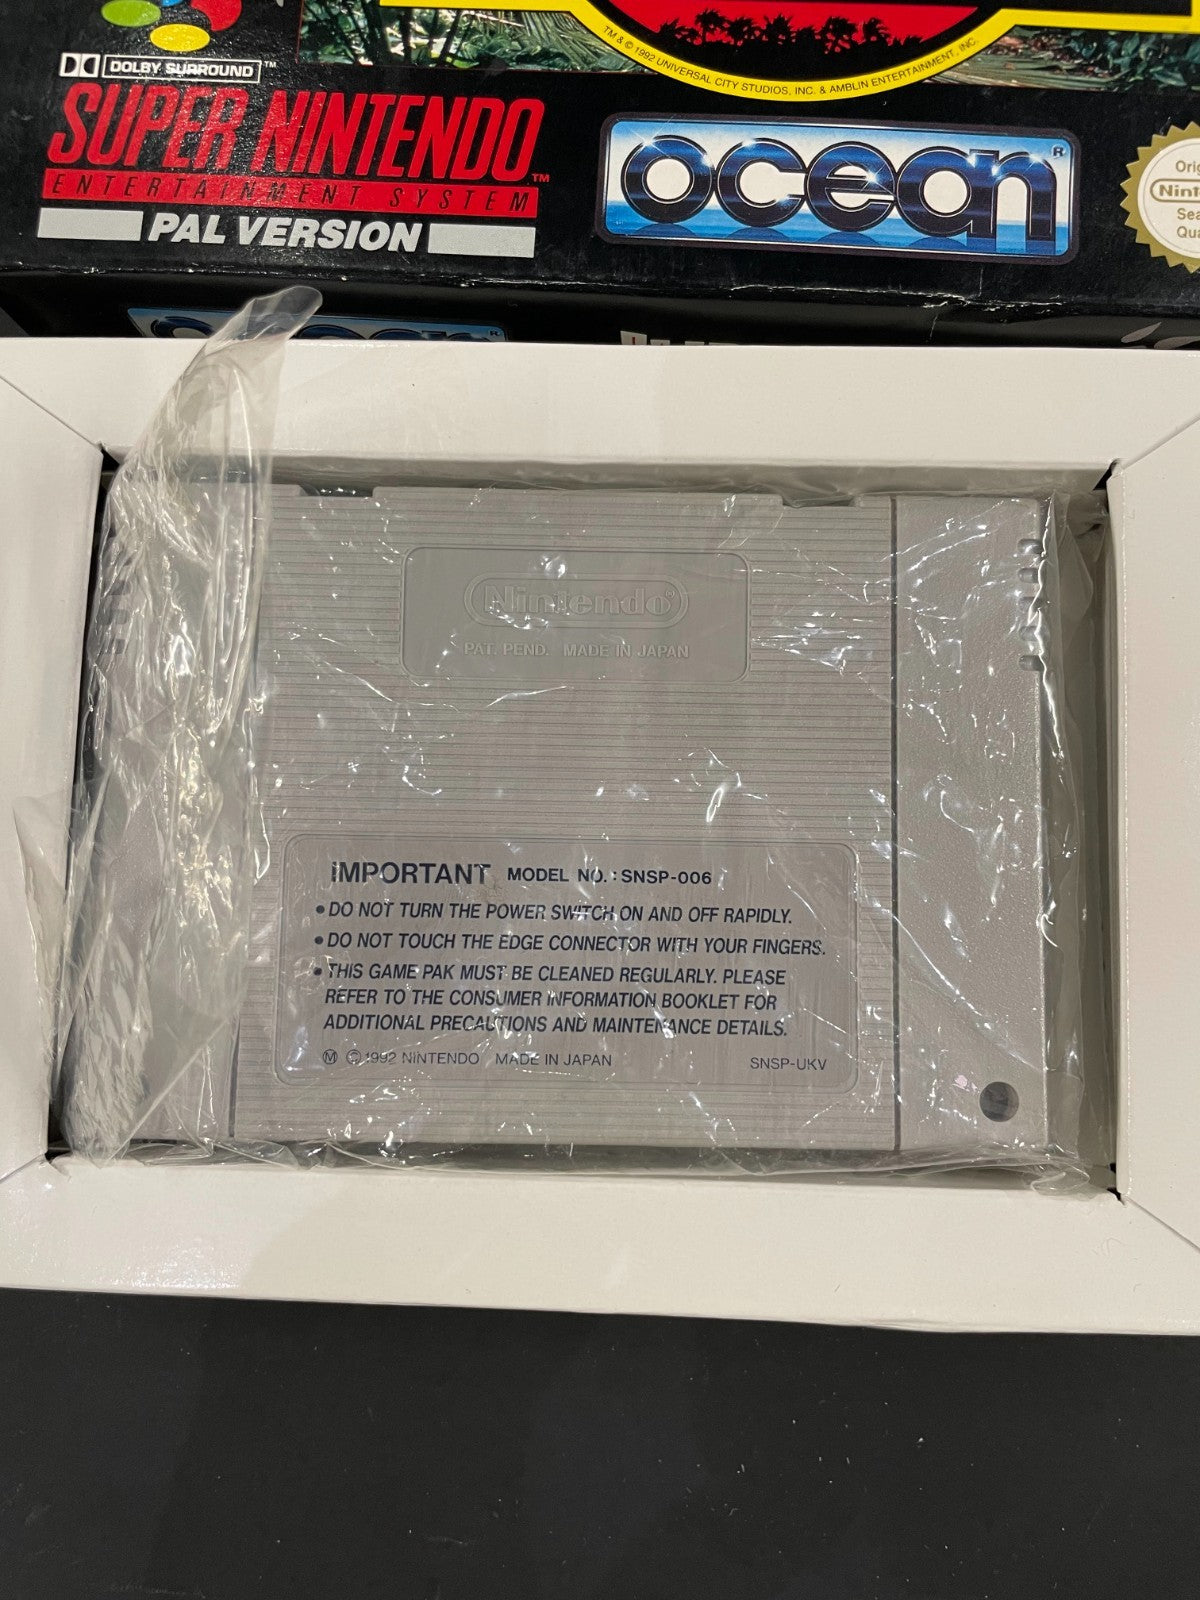 DOLBY SURROUND™
TM & © 1992 UNIVERSAL CITY STUDIOS, INC. & AMBLIN ENTERTAINMENT, INC.
SUPER NINTENDO™
ENTERTAINMENT SYSTEM
PAL VERSION
ocean®
Nintendo®
PAT. PEND. MADE IN JAPAN
IMPORTANT MODEL NO. : SNSP-006
•DO NOT TURN THE POWER SWITCH ON AND OFF RAPIDLY.
•DO NOT TOUCH THE EDGE CONNECTOR WITH YOUR FINGERS.
•THIS GAME PAK MUST BE CLEANED REGULARLY. PLEASE
REFER TO THE CONSUMER INFORMATION BOOKLET FOR
ADDITIONAL PRECAUTIONS AND MAINTENANCE DETAILS.
Ⓜ © 1992 NINTENDO MADE IN JAPAN SNSP-UKV